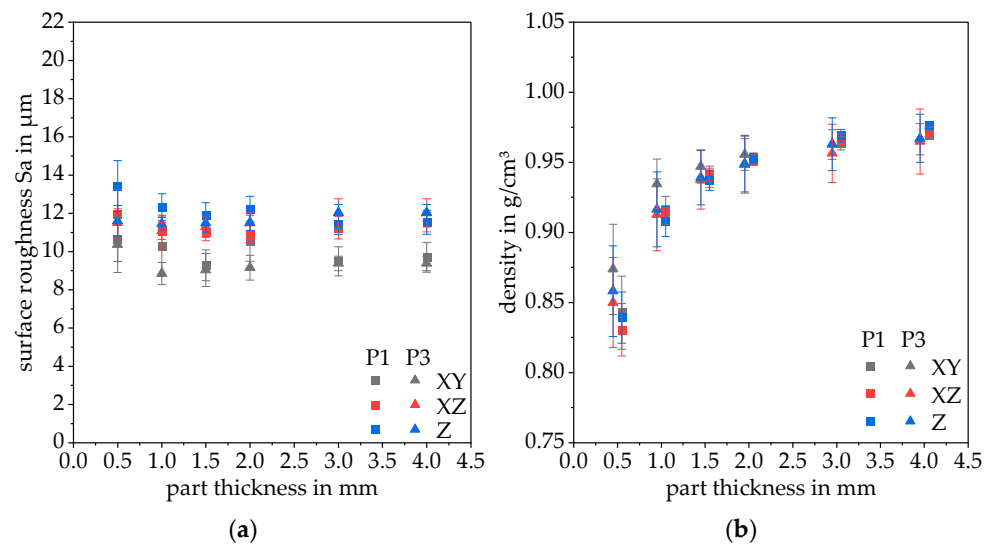 surface roughness Sa in µm
22
20
18
16
14
12
10
8
6
4
2
0
P1 P3
XY
XZ
Z
0.0 0.5 1.0 1.5 2.0 2.5 3.0 3.5 4.0 4.5
part thickness in mm
(a)
density in g/cm³
1.05
1.00
0.95
0.90
0.85
0.80
0.75
P1 P3
XY
XZ
Z
0.0 0.5 1.0 1.5 2.0 2.5 3.0 3.5 4.0 4.5
part thickness in mm
(b)